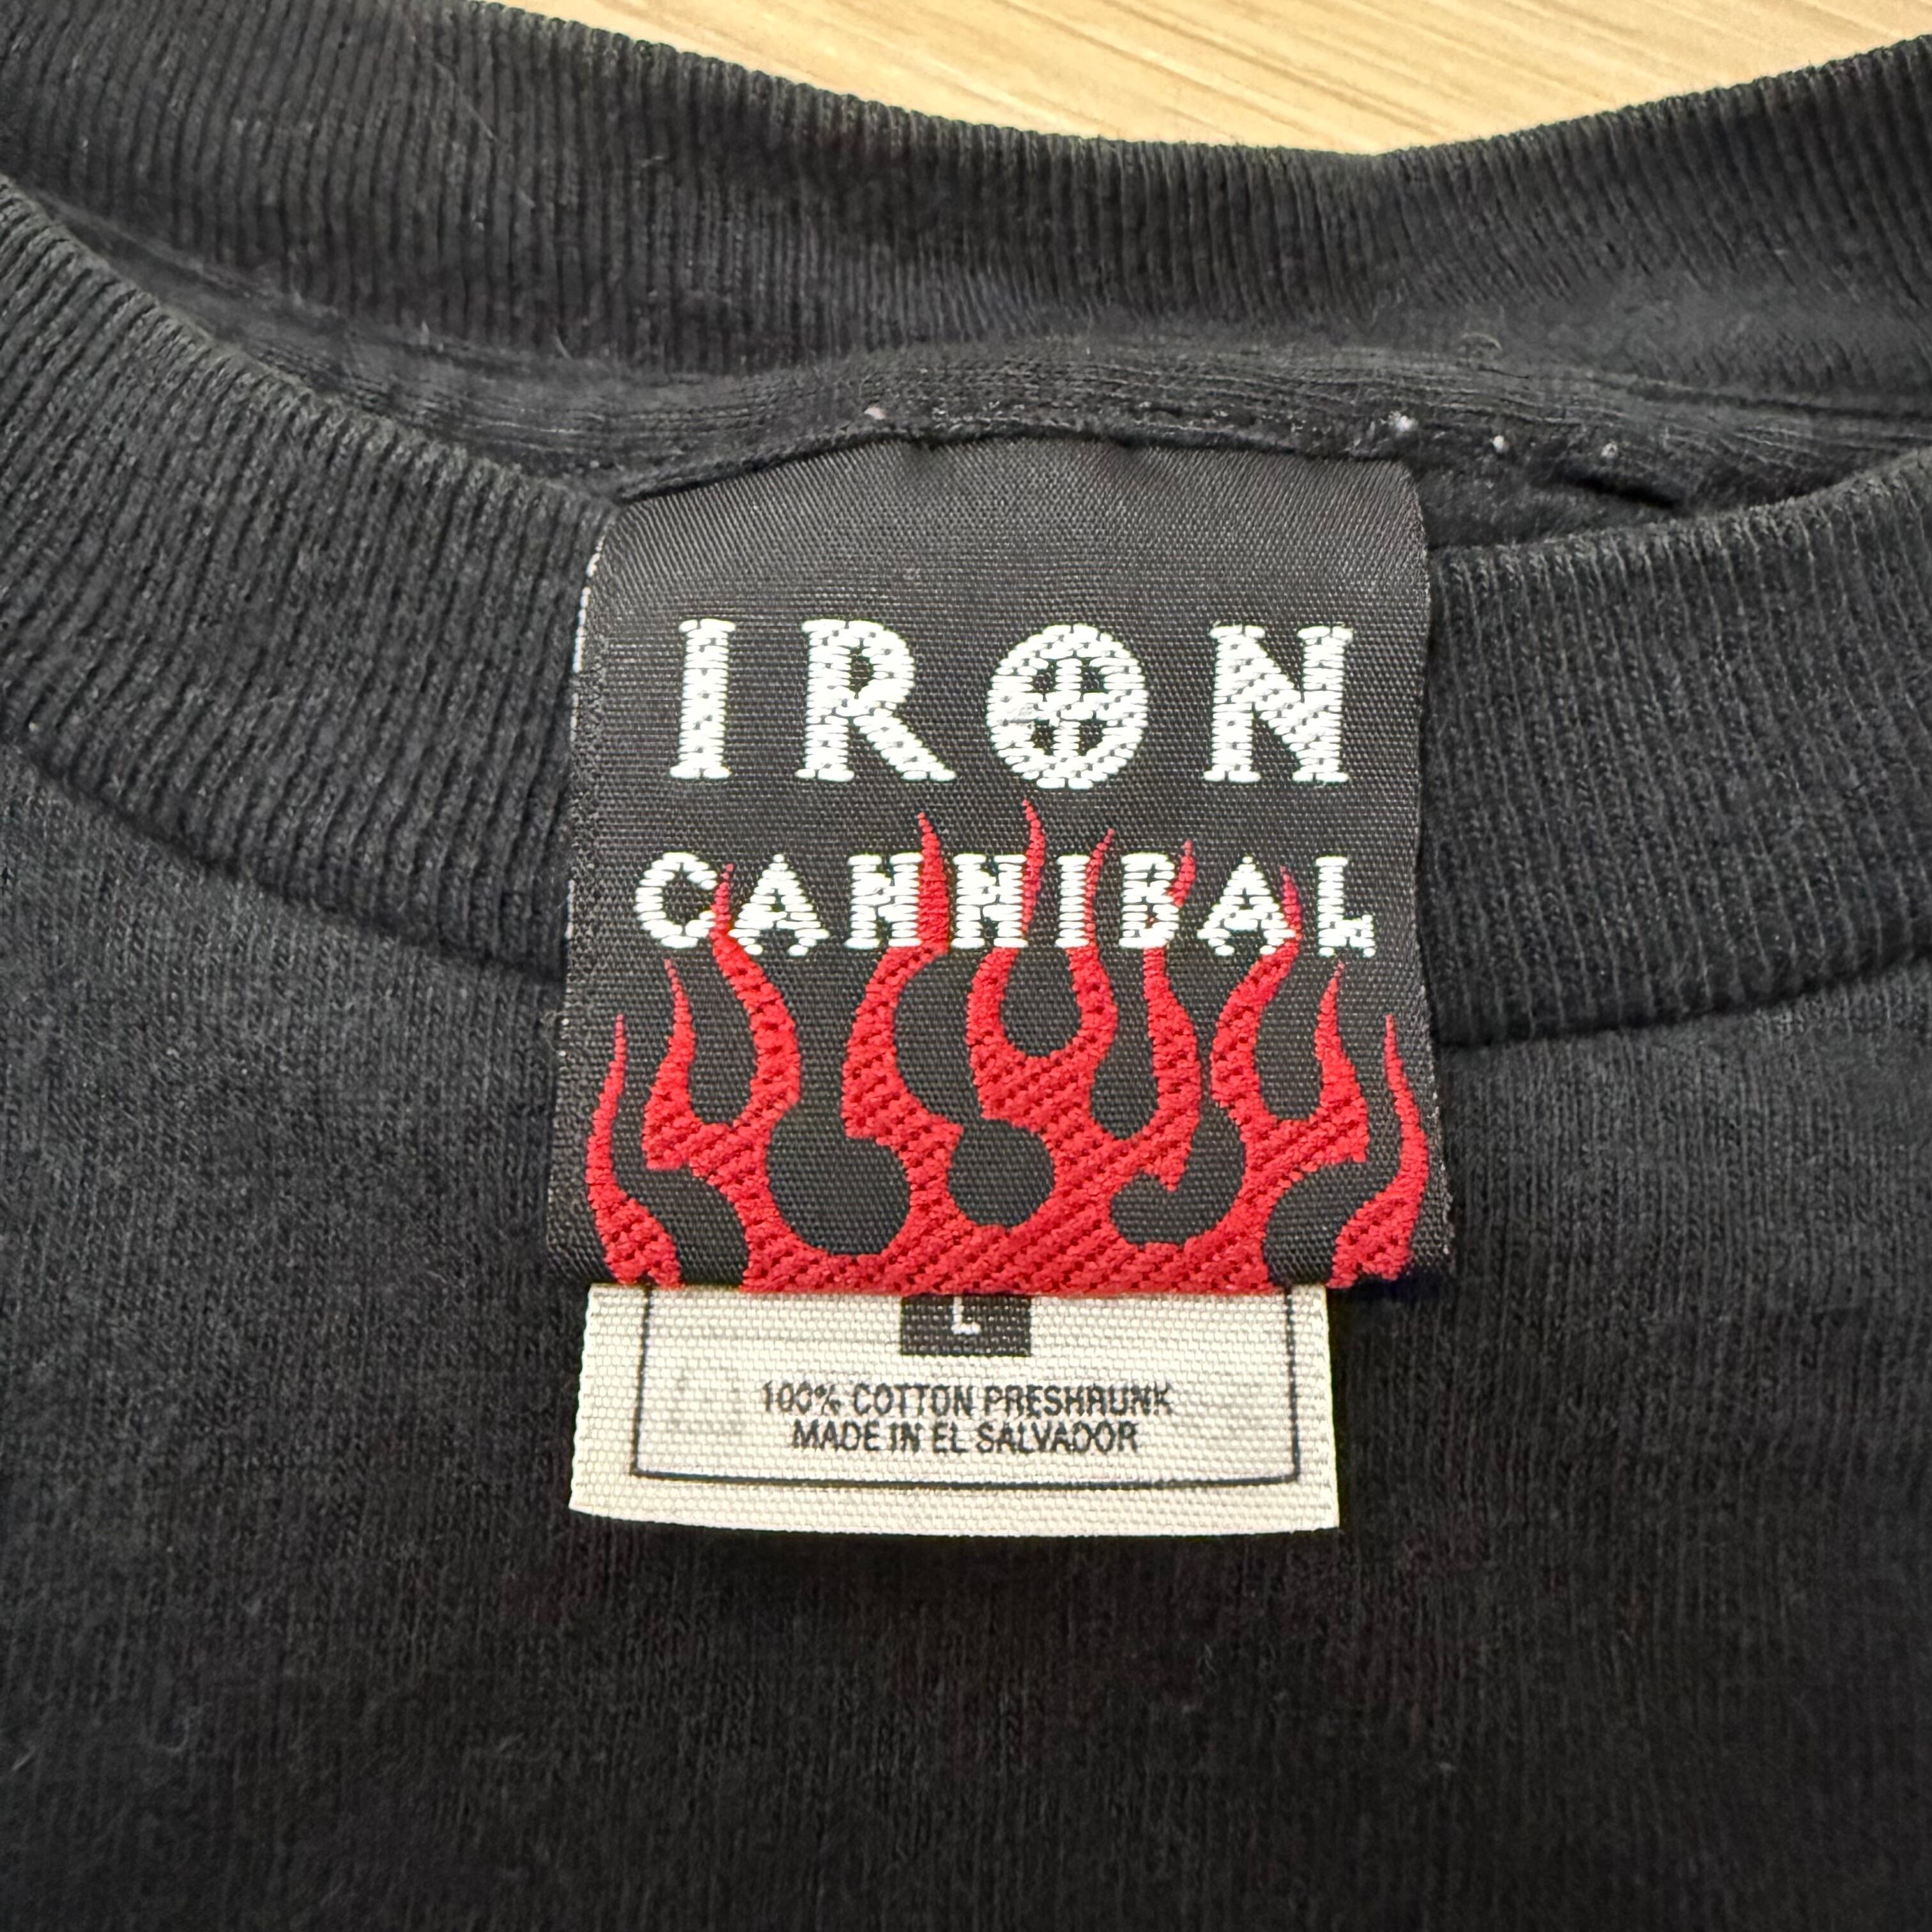 IRON
CANNIBAL
L
100% COTTON PRESHRUNK
MADE IN EL SALVADOR